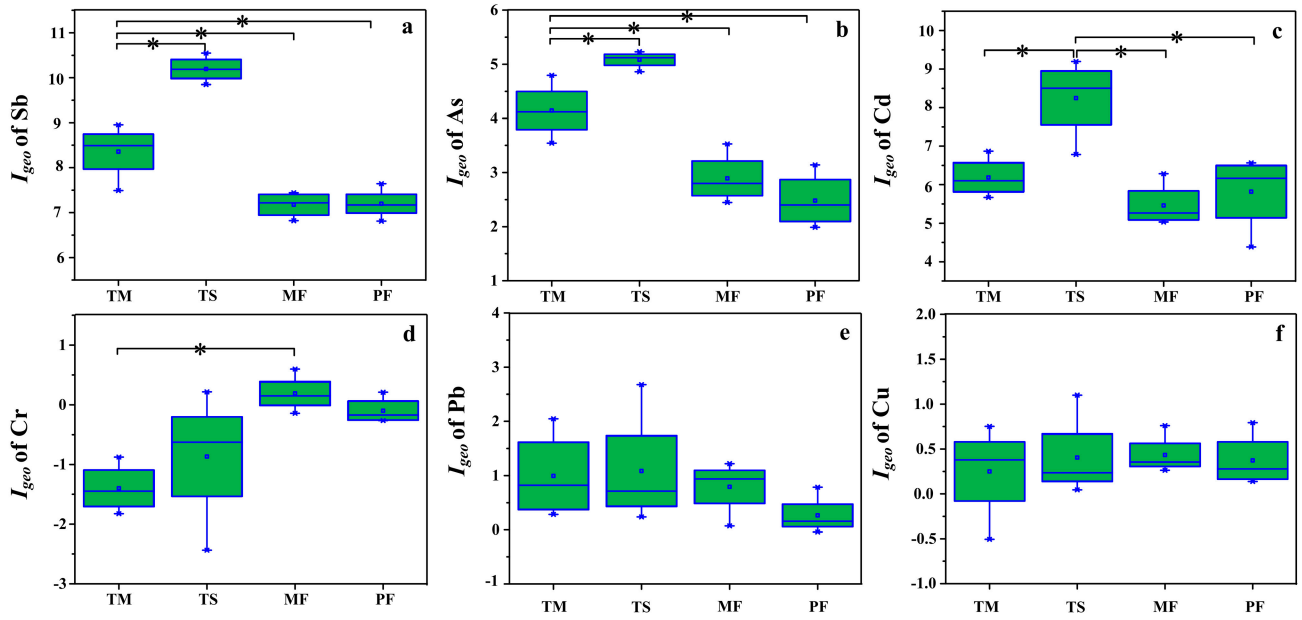 a
11
10
9
8
7
6
Igeo of Sb
* * *
TM TS MF PF
b
6
5
4
3
2
1
Igeo of As
* * *
TM TS MF PF
c
10
9
8
7
6
5
4
Igeo of Cd
* * *
TM TS MF PF
d
1
0
-1
-2
-3
Igeo of Cr
*
TM TS MF PF
e
4
3
2
1
0
-1
Igeo of Pb
TM TS MF PF
f
2.0
1.5
1.0
0.5
0.0
-0.5
-1.0
Igeo of Cu
TM TS MF PF